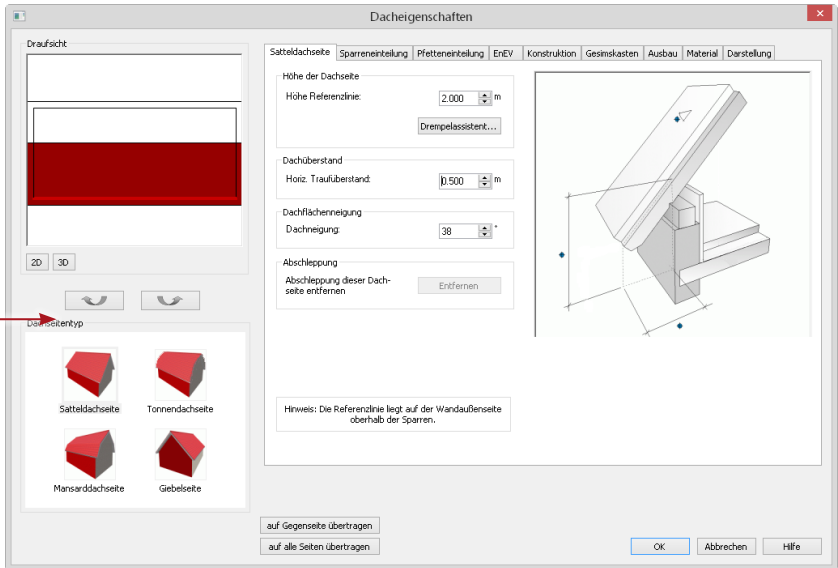 Dacheigenschaften
Draufsicht
2D 3D
Dachseitentyp
Satteldachseite Tonnendachseite
Mansarddachseite Giebelseite
Satteldachseite Sparreneinteilung Pfetteneinteilung EnEV Konstruktion Gesimskasten Ausbau Material Darstellung
Höhe der Dachseite
Höhe Referenzlinie: 2.000 m
Drempelassistent...
Dachüberstand
Horiz. Traufüberstand: 0.500 m
Dachflächenneigung
Dachneigung: 38 °
Abschleppung
Abschleppung dieser Dach-
seite entfernen
Entfernen
Hinweis: Die Referenzlinie liegt auf der Wandaußenseite
oberhalb der Sparren.
auf Gegenseite übertragen
auf alle Seiten übertragen
OK Abbrechen Hilfe